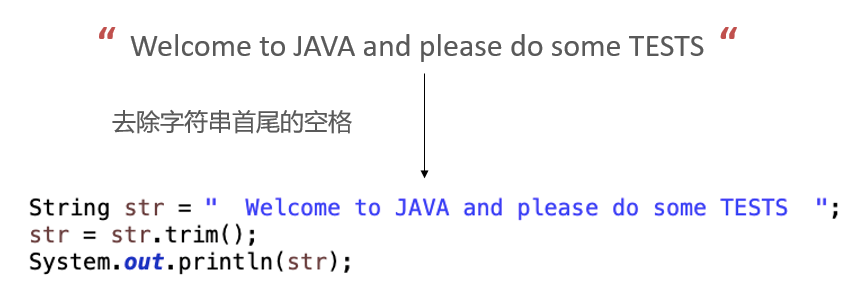 “ Welcome to JAVA and please do some TESTS “
去除字符串首尾的空格
String str = "  Welcome to JAVA and please do some TESTS  ";
str = str.trim();
System.out.println(str);